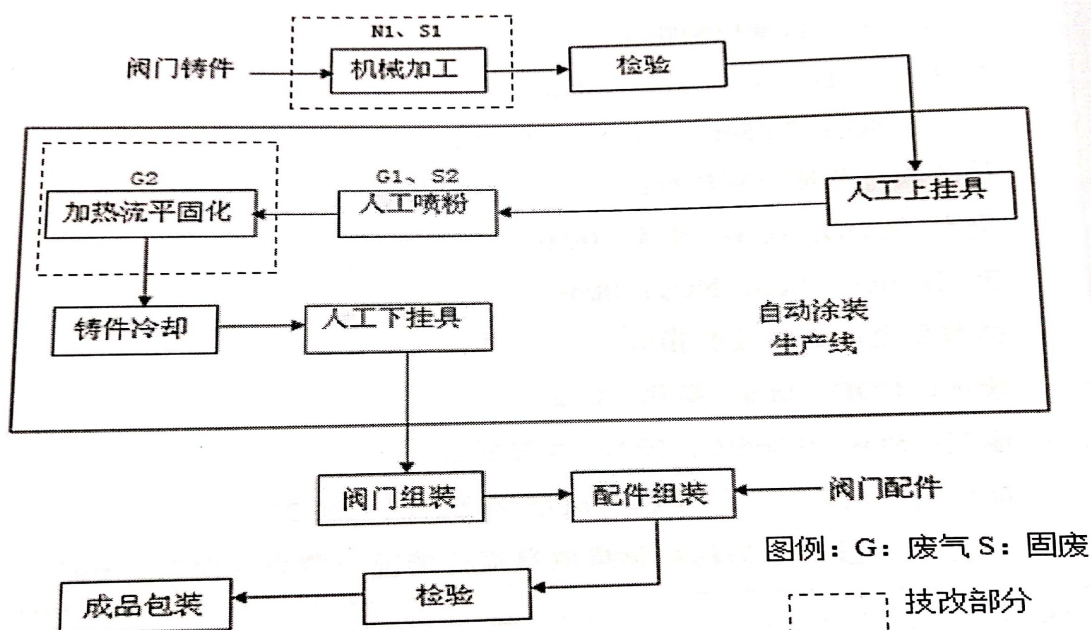 N1、S1
阀门铸件
机械加工
检验
G2
G1、S2
加热流平固化
人工喷粉
人工上挂具
铸件冷却
人工下挂具
自动涂装
生产线
阀门组装
配件组装
阀门配件
图例：G：废气 S：固废
成品包装
检验
技改部分